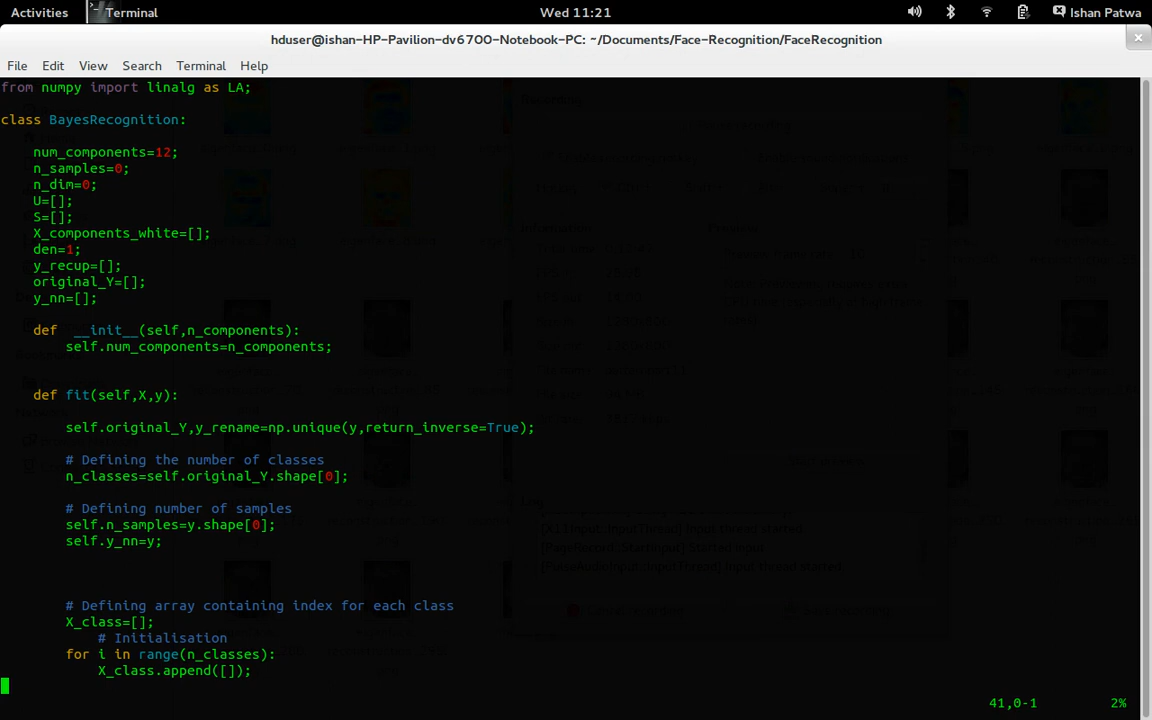 Activities
Terminal
Wed 11:21
Ishan Patwa
hduser@ishan-HP-Pavilion-dv6700-Notebook-PC: ~/Documents/Face-Recognition/FaceRecognition
File Edit View Search Terminal Help
from numpy import linalg as LA;
class BayesRecognition:
num_components=12;
n_samples=0;
n_dim=0;
U=[];
S=[];
X_components_white=[];
den=1;
y_recup=[];
original_Y=[];
y_nn=[];
def __init__(self,n_components):
self.num_components=n_components;
def fit(self,X,y):
self.original_Y,y_rename=np.unique(y,return_inverse=True);
# Defining the number of classes
n_classes=self.original_Y.shape[0];
# Defining number of samples
self.n_samples=y.shape[0];
self.y_nn=y;
# Defining array containing index for each class
X_class=[];
# Initialisation
for i in range(n_classes):
X_class.append([]);
41,0-1 2%